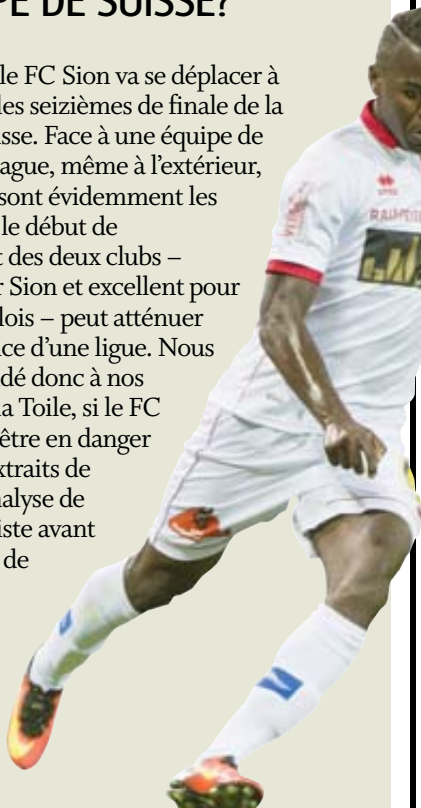 PE DE SUISSE?
le FC Sion va se déplacer à
les seizièmes de finale de la
isse. Face à une équipe de
ague, même à l'extérieur,
sont évidemment les
le début de
t des deux clubs –
r Sion et excellent pour
lois – peut atténuer
ce d'une ligue. Nous
dé donc à nos
la Toile, si le FC
être en danger
xtraits de
nalyse de
iste avant
de